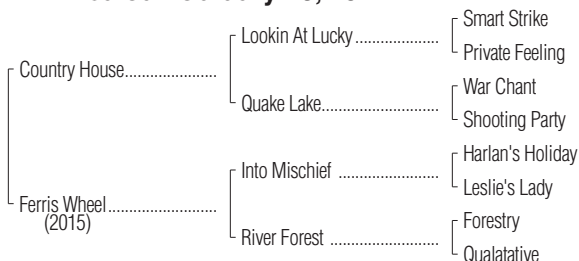 Smart Strike
Lookin At Lucky
Private Feeling
Country House
War Chant
Quake Lake
Shooting Party
Harlan's Holiday
Into Mischief
Leslie's Lady
Ferris Wheel
(2015)
Forestry
River Forest
Qualatative